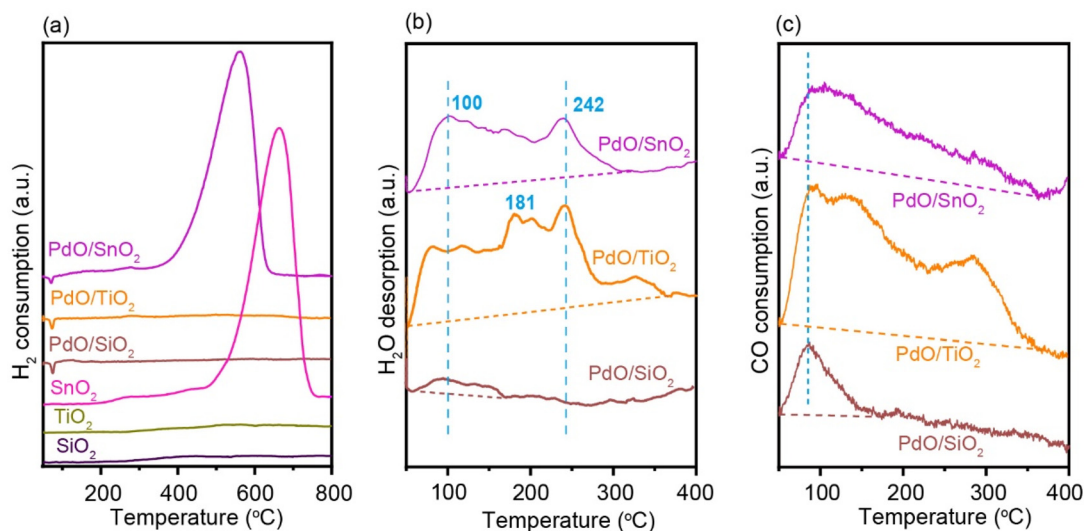 (a)
H₂ consumption (a.u.)
PdO/SnO₂
PdO/TiO₂
PdO/SiO₂
SnO₂
TiO₂
SiO₂
200 400 600 800
Temperature (°C)
(b)
H₂O desorption (a.u.)
100
242
PdO/SnO₂
181
PdO/TiO₂
PdO/SiO₂
100 200 300 400
Temperature (°C)
(c)
CO consumption (a.u.)
PdO/SnO₂
PdO/TiO₂
PdO/SiO₂
100 200 300 400
Temperature (°C)